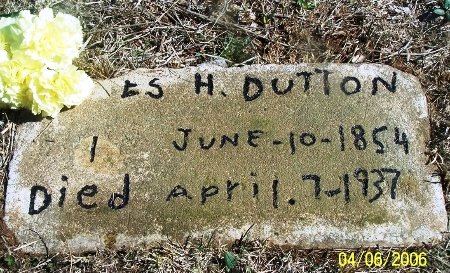 ES H. DUTTON
JUNE-10-1854
Died April.7-1937
04/06/2006